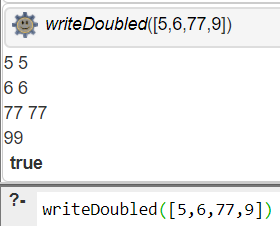 writeDoubled([5,6,77,9])
5 5
6 6
77 77
99
true
?- writeDoubled([5,6,77,9])